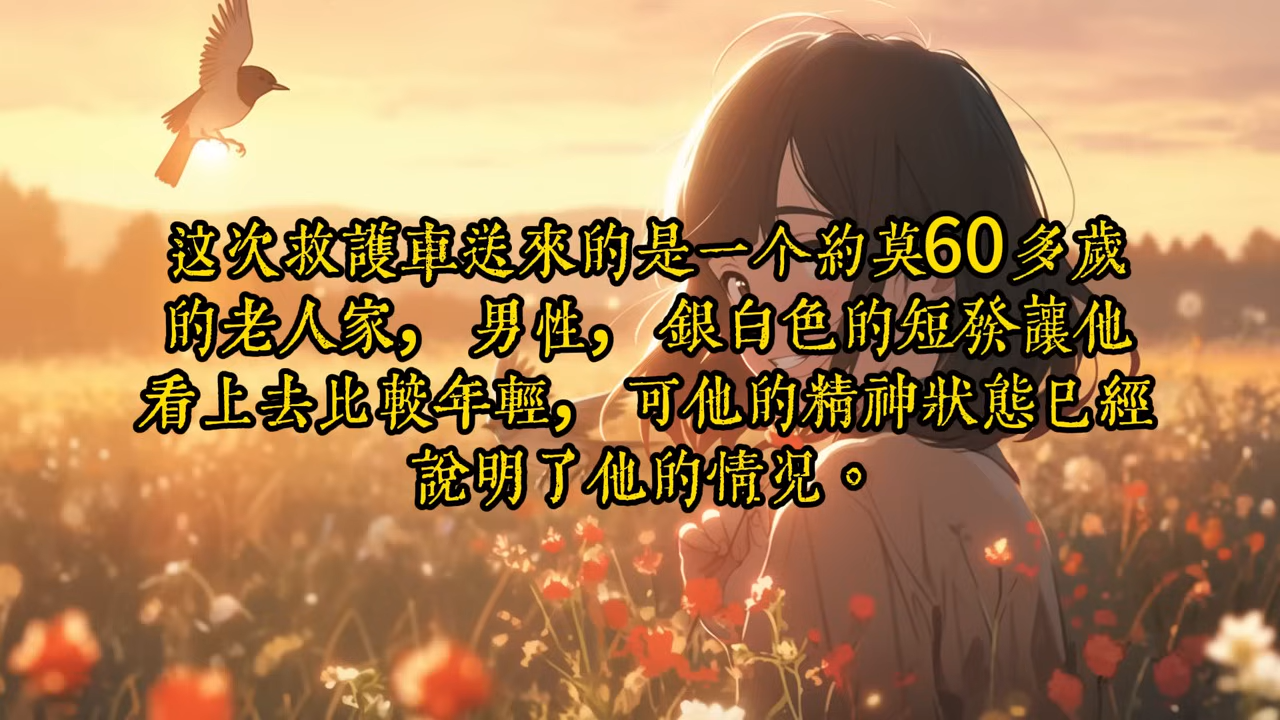 这次救護車送來的是一个約莫60多歲
的老人家，男性，銀白色的短發讓他
看上去比較年輕，可他的精神狀態已經
說明了他的情况。